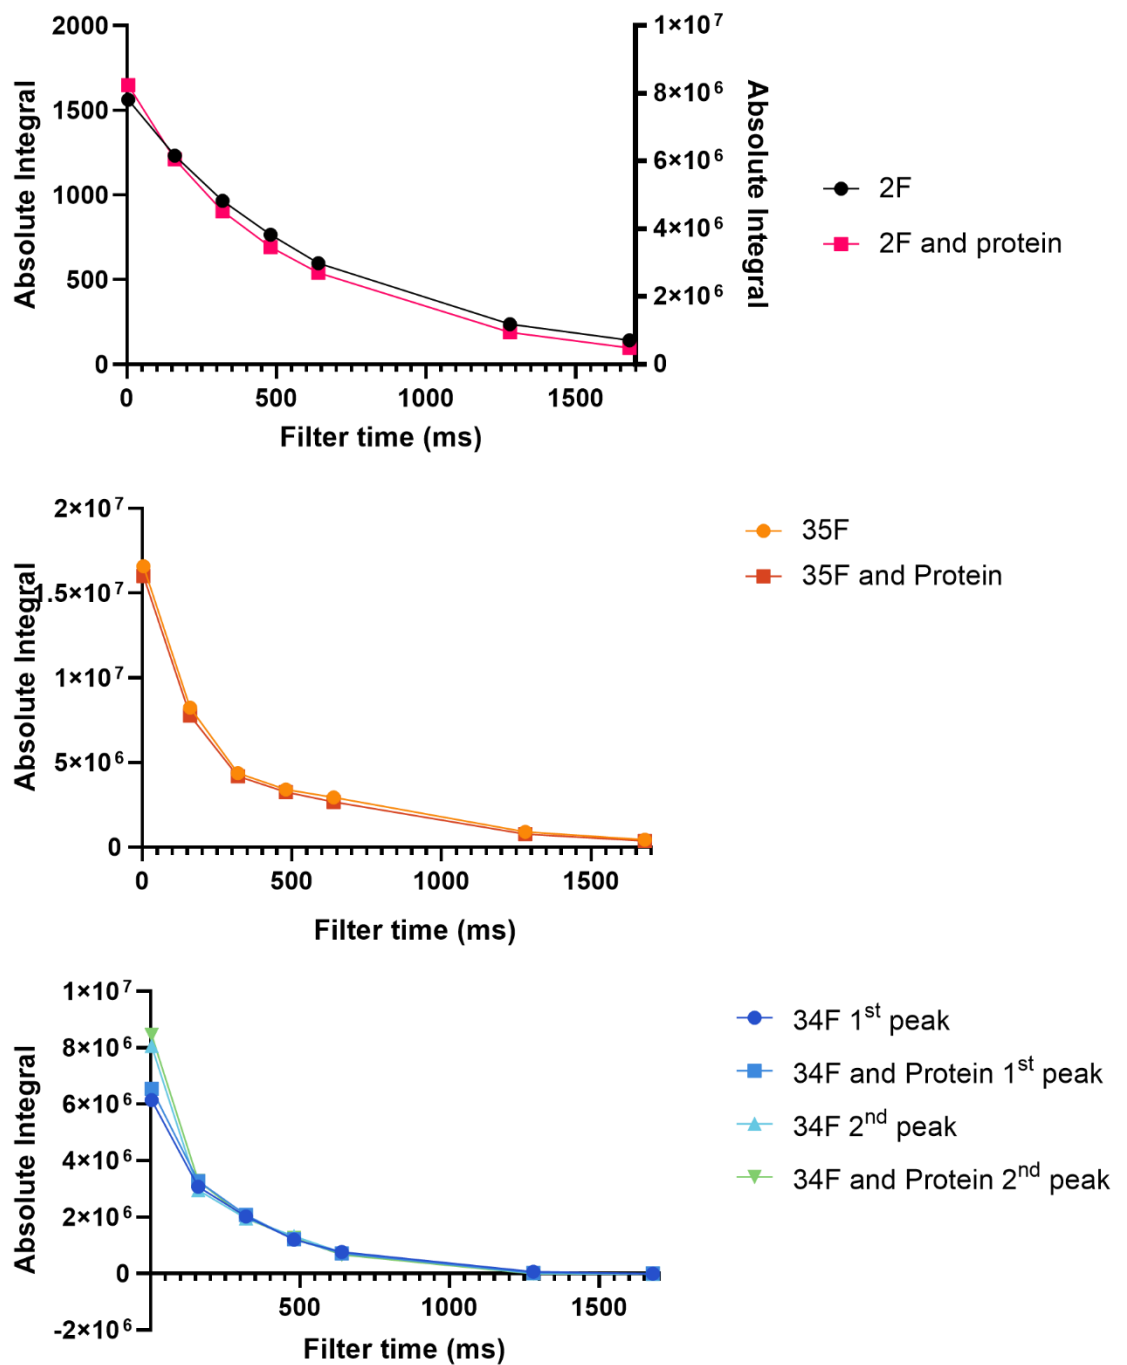 2000
1500
1000
500
0
Absolute Integral
1×10⁷
8×10⁶
6×10⁶
4×10⁶
2×10⁶
0
Absolute Integral
0
500
1000
1500
Filter time (ms)
2F
2F and protein
2×10⁷
1.5×10⁷
1×10⁷
5×10⁶
0
Absolute Integral
0
500
1000
1500
Filter time (ms)
35F
35F and Protein
1×10⁷
8×10⁶
6×10⁶
4×10⁶
2×10⁶
0
-2×10⁶
Absolute Integral
500
1000
1500
Filter time (ms)
34F 1ˢᵗ peak
34F and Protein 1ˢᵗ peak
34F 2ⁿᵈ peak
34F and Protein 2ⁿᵈ peak